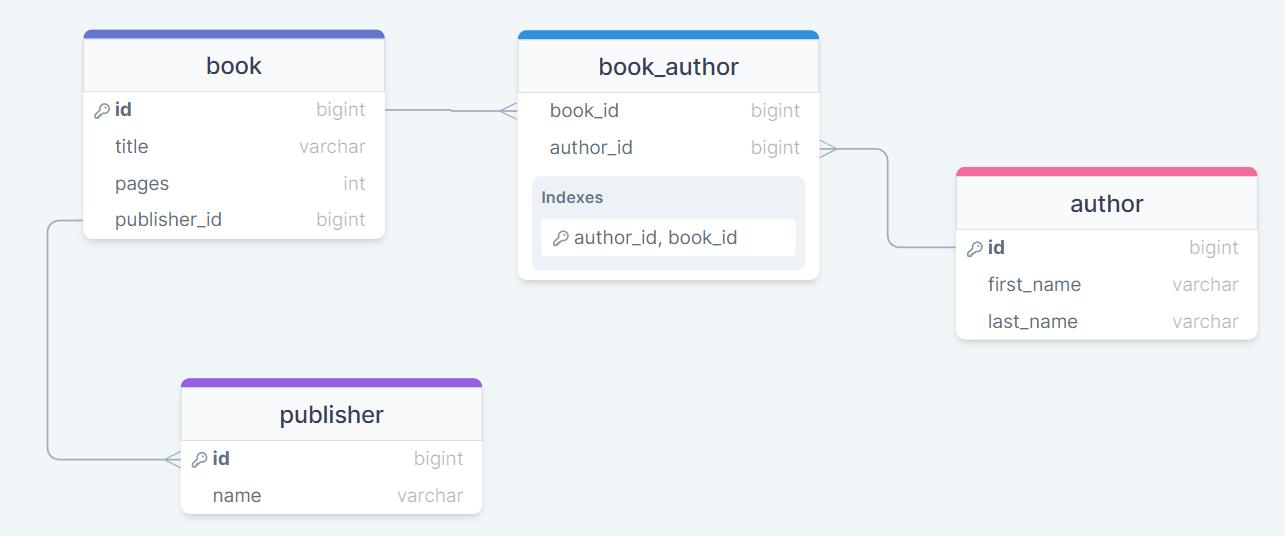 book
id bigint
title varchar
pages int
publisher_id bigint
book_author
book_id bigint
author_id bigint
Indexes
author_id, book_id
author
id bigint
first_name varchar
last_name varchar
publisher
id bigint
name varchar